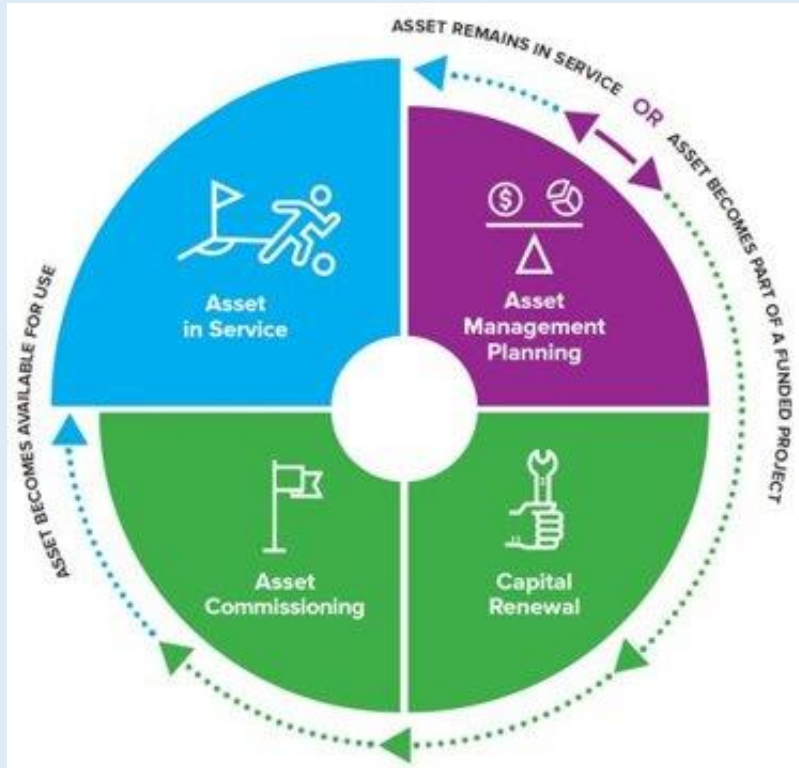 ASSET REMAINS IN SERVICE OR ASSET BECOMES PART OF A FUNDED PROJECT
$
Asset
in Service
Asset
Management
Planning
ASSET BECOMES AVAILABLE FOR USE
Asset
Commissioning
Capital
Renewal